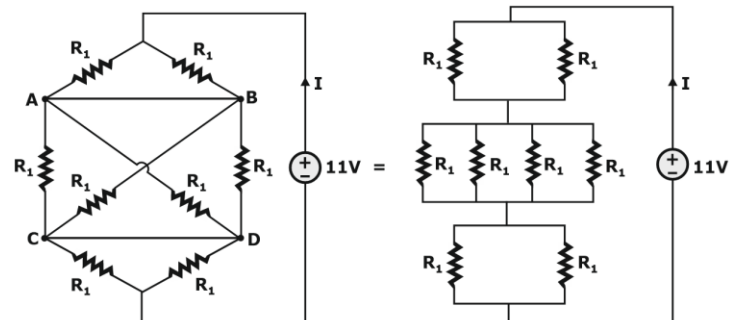 R₁ R₁ R₁ R₁
A B I I
R₁ R₁ R₁ R₁ R₁ R₁ 11V = 11V
R₁ R₁
C D
R₁ R₁ R₁ R₁